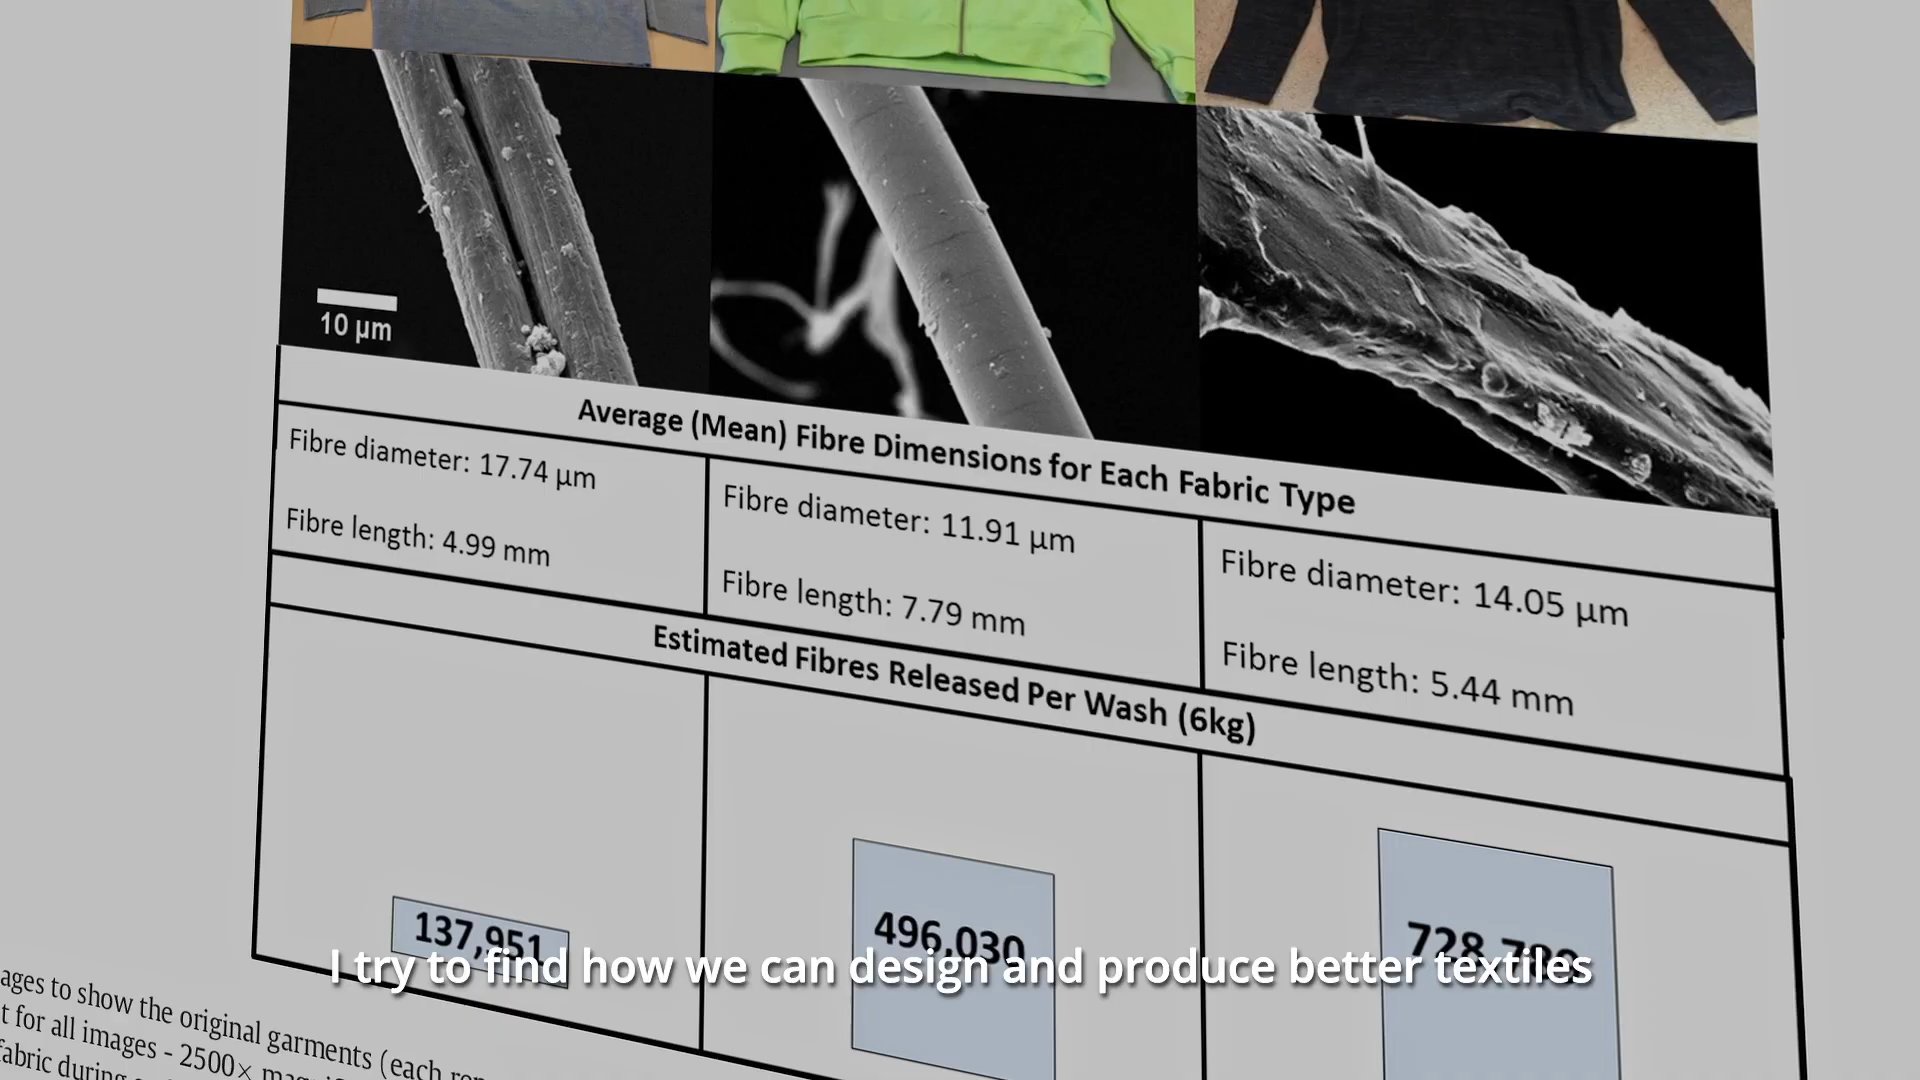 10 µm
Average (Mean) Fibre Dimensions for Each Fabric Type
Fibre diameter: 17.74 µm
Fibre length: 4.99 mm
Fibre diameter: 11.91 µm
Fibre length: 7.79 mm
Fibre diameter: 14.05 µm
Fibre length: 5.44 mm
Estimated Fibres Released Per Wash (6kg)
137,951
496,030
I try to find how we can design and produce better textiles
ages to show the original garments (each
t for all images - 2500×
fabric during